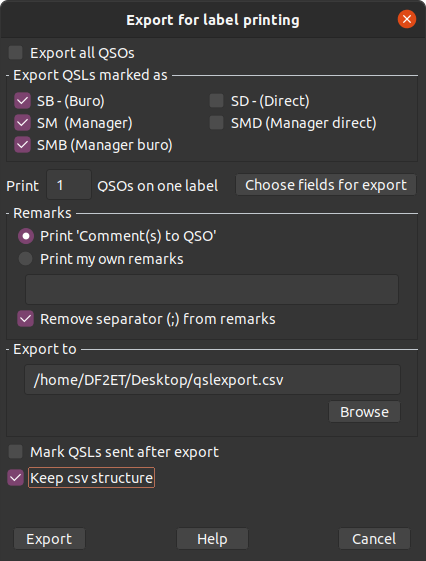 Export for label printing
Export all QSOs
Export QSLs marked as
SB - (Buro)
SD - (Direct)
SM (Manager)
SMD (Manager direct)
SMB (Manager buro)
Print 1 QSOs on one label Choose fields for export
Remarks
Print 'Comment(s) to QSO'
Print my own remarks
Remove separator (;) from remarks
Export to
/home/DF2ET/Desktop/qslexport.csv
Browse
Mark QSLs sent after export
Keep csv structure
Export Help Cancel